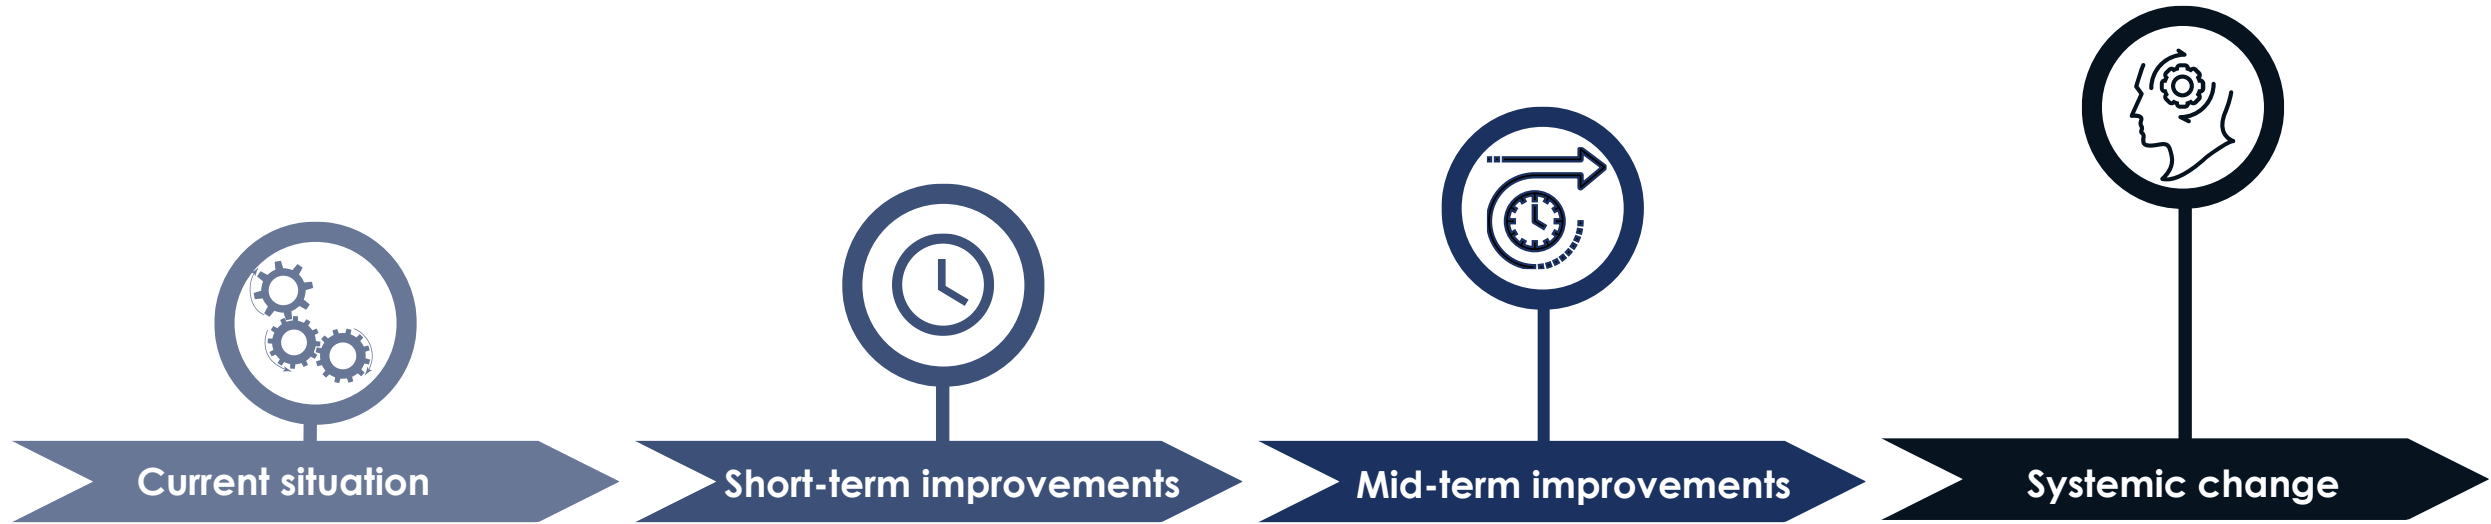 Current situation
Short-term improvements
Mid-term improvements
Systemic change